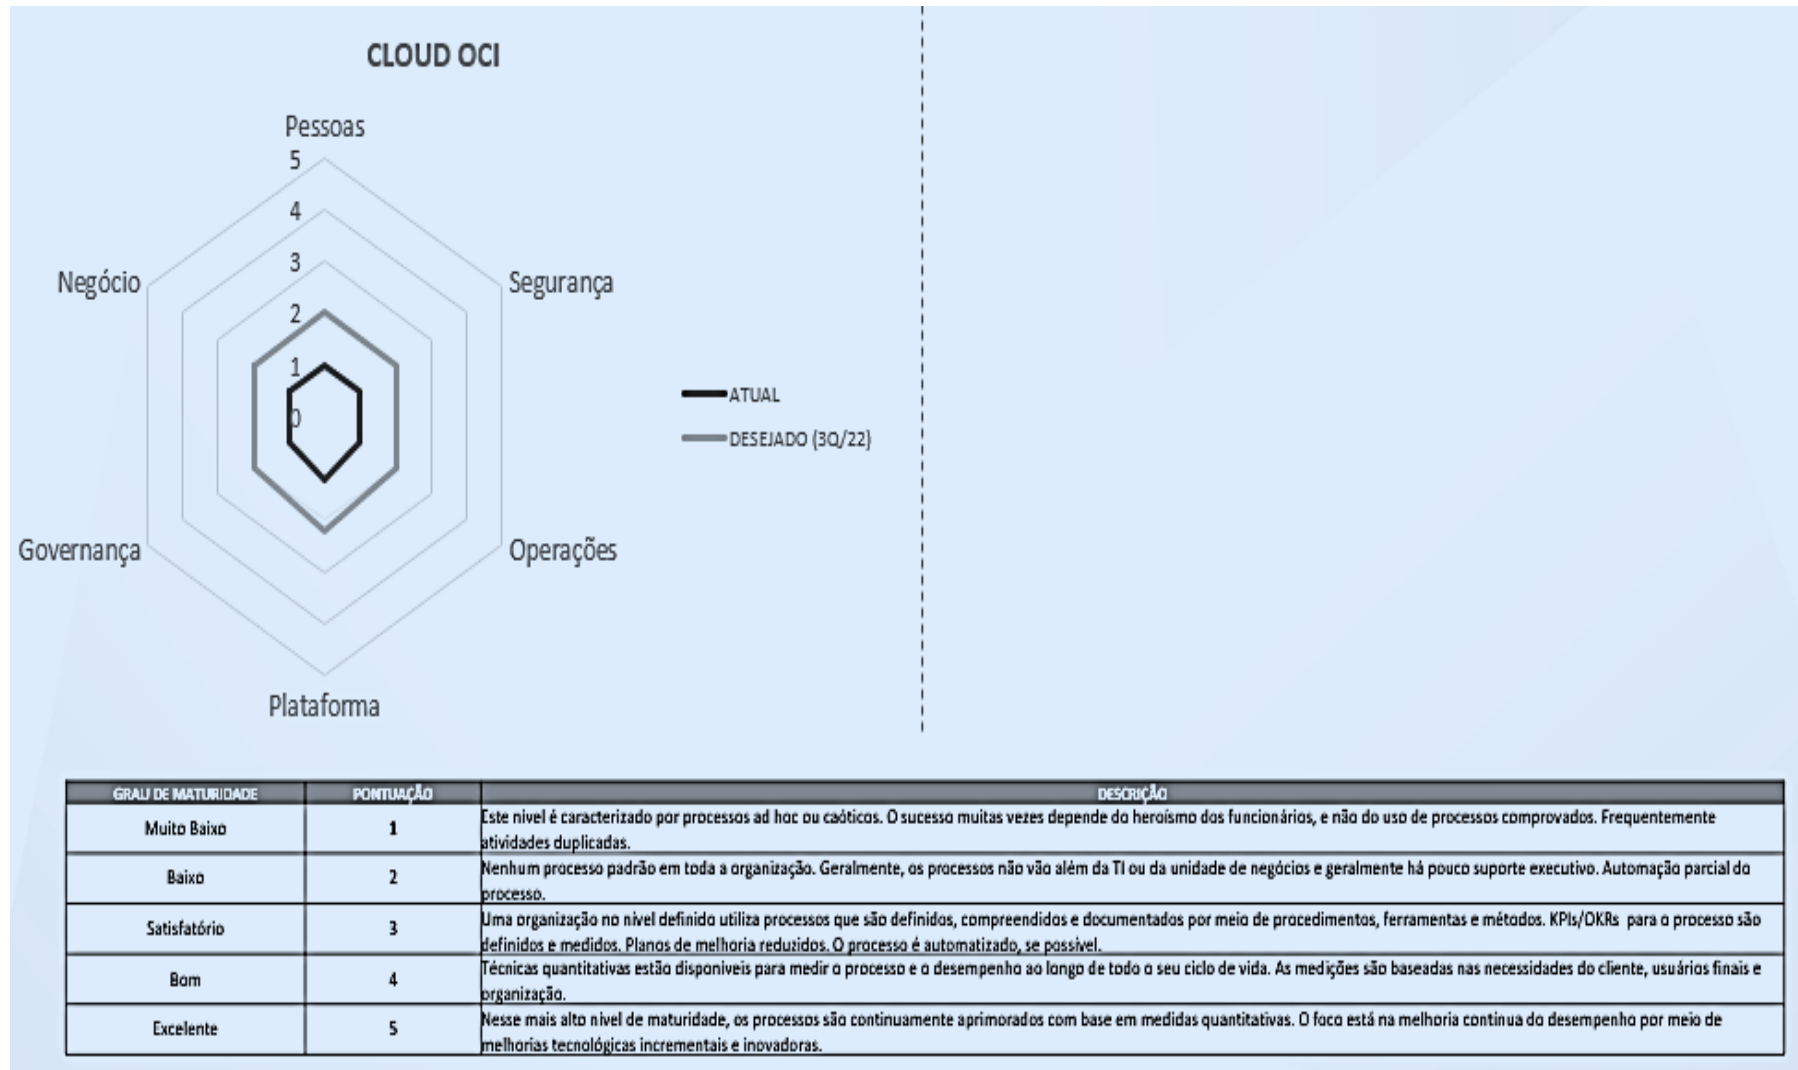 CLOUD OCI
Pessoas
5
4
3
2
1
0
Negócio
Segurança
Governança
Operações
Plataforma
ATUAL
DESEJADO (3Q/22)
GRAU DE MATURIDADE PONTUAÇÃO DESCRIÇÃO
Muito Baixo 1 Este nível é caracterizado por processos ad hoc ou caóticos. O sucesso muitas vezes depende do heroísmo dos funcionários, e não do uso de processos comprovados. Frequentemente
atividades duplicadas.
Baixo 2 Nenhum processo padrão em toda a organização. Geralmente, os processos não vão além da TI ou da unidade de negócios e geralmente há pouco suporte executivo. Automação parcial do
processo.
Satisfatório 3 Uma organização no nível definido utiliza processos que são definidos, compreendidos e documentados por meio de procedimentos, ferramentas e métodos. KPIs/OKRs para o processo são
definidos e medidos. Planos de melhoria reduzidos. O processo é automatizado, se possível.
Bom 4 Técnicas quantitativas estão disponíveis para medir o processo e o desempenho ao longo de todo o seu ciclo de vida. As medições são baseadas nas necessidades do cliente, usuários finais e
organização.
Excelente 5 Nesse mais alto nível de maturidade, os processos são continuamente aprimorados com base em medidas quantitativas. O foco está na melhoria contínua do desempenho por meio de
melhorias tecnológicas incrementais e inovadoras.